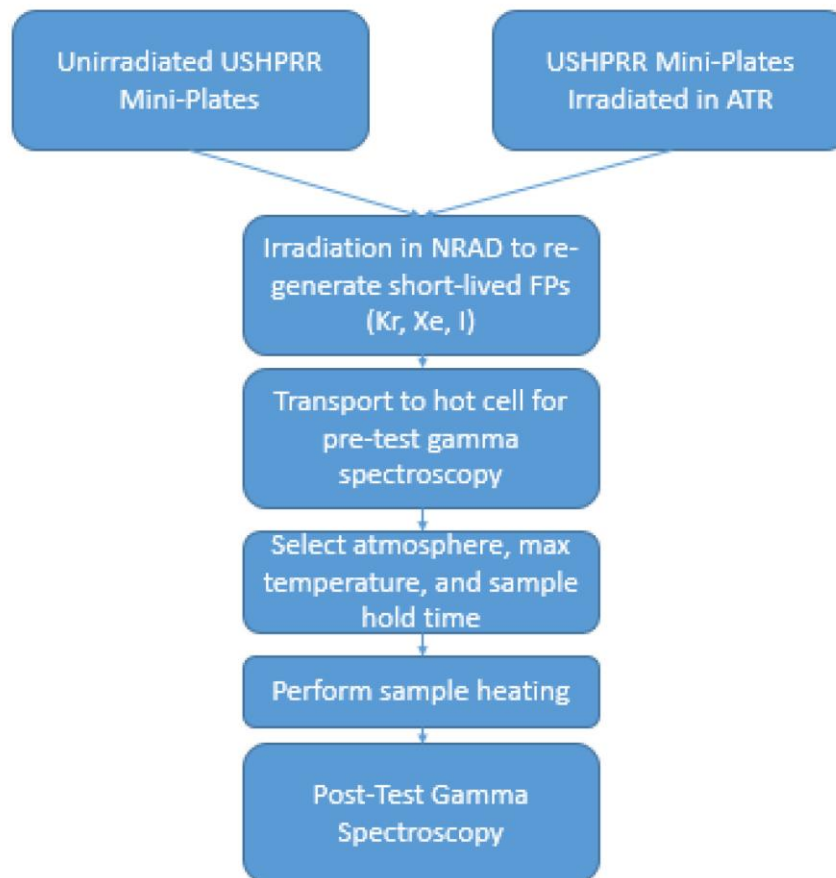 Unirradiated USHPRR
Mini-Plates
USHPRR Mini-Plates
Irradiated in ATR
Irradiation in NRAD to re-
generate short-lived FPs
(Kr, Xe, I)
Transport to hot cell for
pre-test gamma
spectroscopy
Select atmosphere, max
temperature, and sample
hold time
Perform sample heating
Post-Test Gamma
Spectroscopy